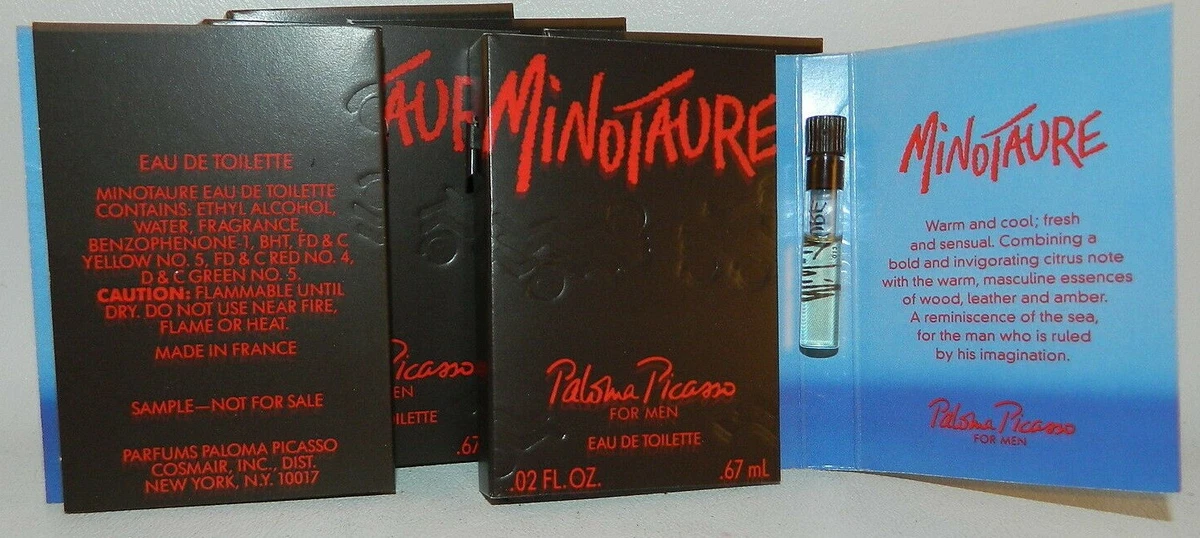 EAU DE TOILETTE
MINOTAURE EAU DE TOILETTE
CONTAINS: ETHYL ALCOHOL,
WATER, FRAGRANCE,
BENZOPHENONE-1, BHT, FD & C
YELLOW NO. 5, FD & C RED NO. 4,
D & C GREEN NO. 5.
CAUTION: FLAMMABLE UNTIL
DRY. DO NOT USE NEAR FIRE,
FLAME OR HEAT.
MADE IN FRANCE
SAMPLE—NOT FOR SALE
PARFUMS PALOMA PICASSO
COSMAIR, INC., DIST.
NEW YORK, N.Y. 10017
TAUR
Picasso
EN
ILETTE
.67
MINOTAURE
Paloma Picasso
FOR MEN
EAU DE TOILETTE
.02 FL. OZ. .67 mL
MINOTAURE
Warm and cool; fresh
and sensual. Combining a
bold and invigorating citrus note
with the warm, masculine essences
of wood, leather and amber.
A reminiscence of the sea,
for the man who is ruled
by his imagination.
Paloma Picasso
FOR MEN